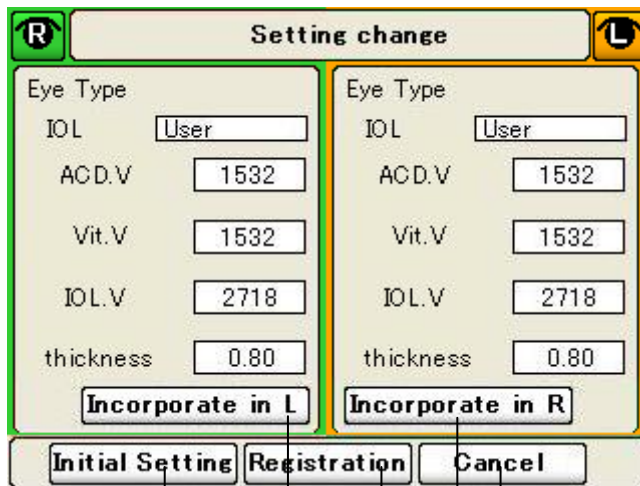 R Setting change L
Eye Type
IOL User
ACD.V 1532
Vit.V 1532
IOL.V 2718
thickness 0.80
Incorporate in L
Eye Type
IOL User
ACD.V 1532
Vit.V 1532
IOL.V 2718
thickness 0.80
Incorporate in R
Initial Setting Registration Cancel